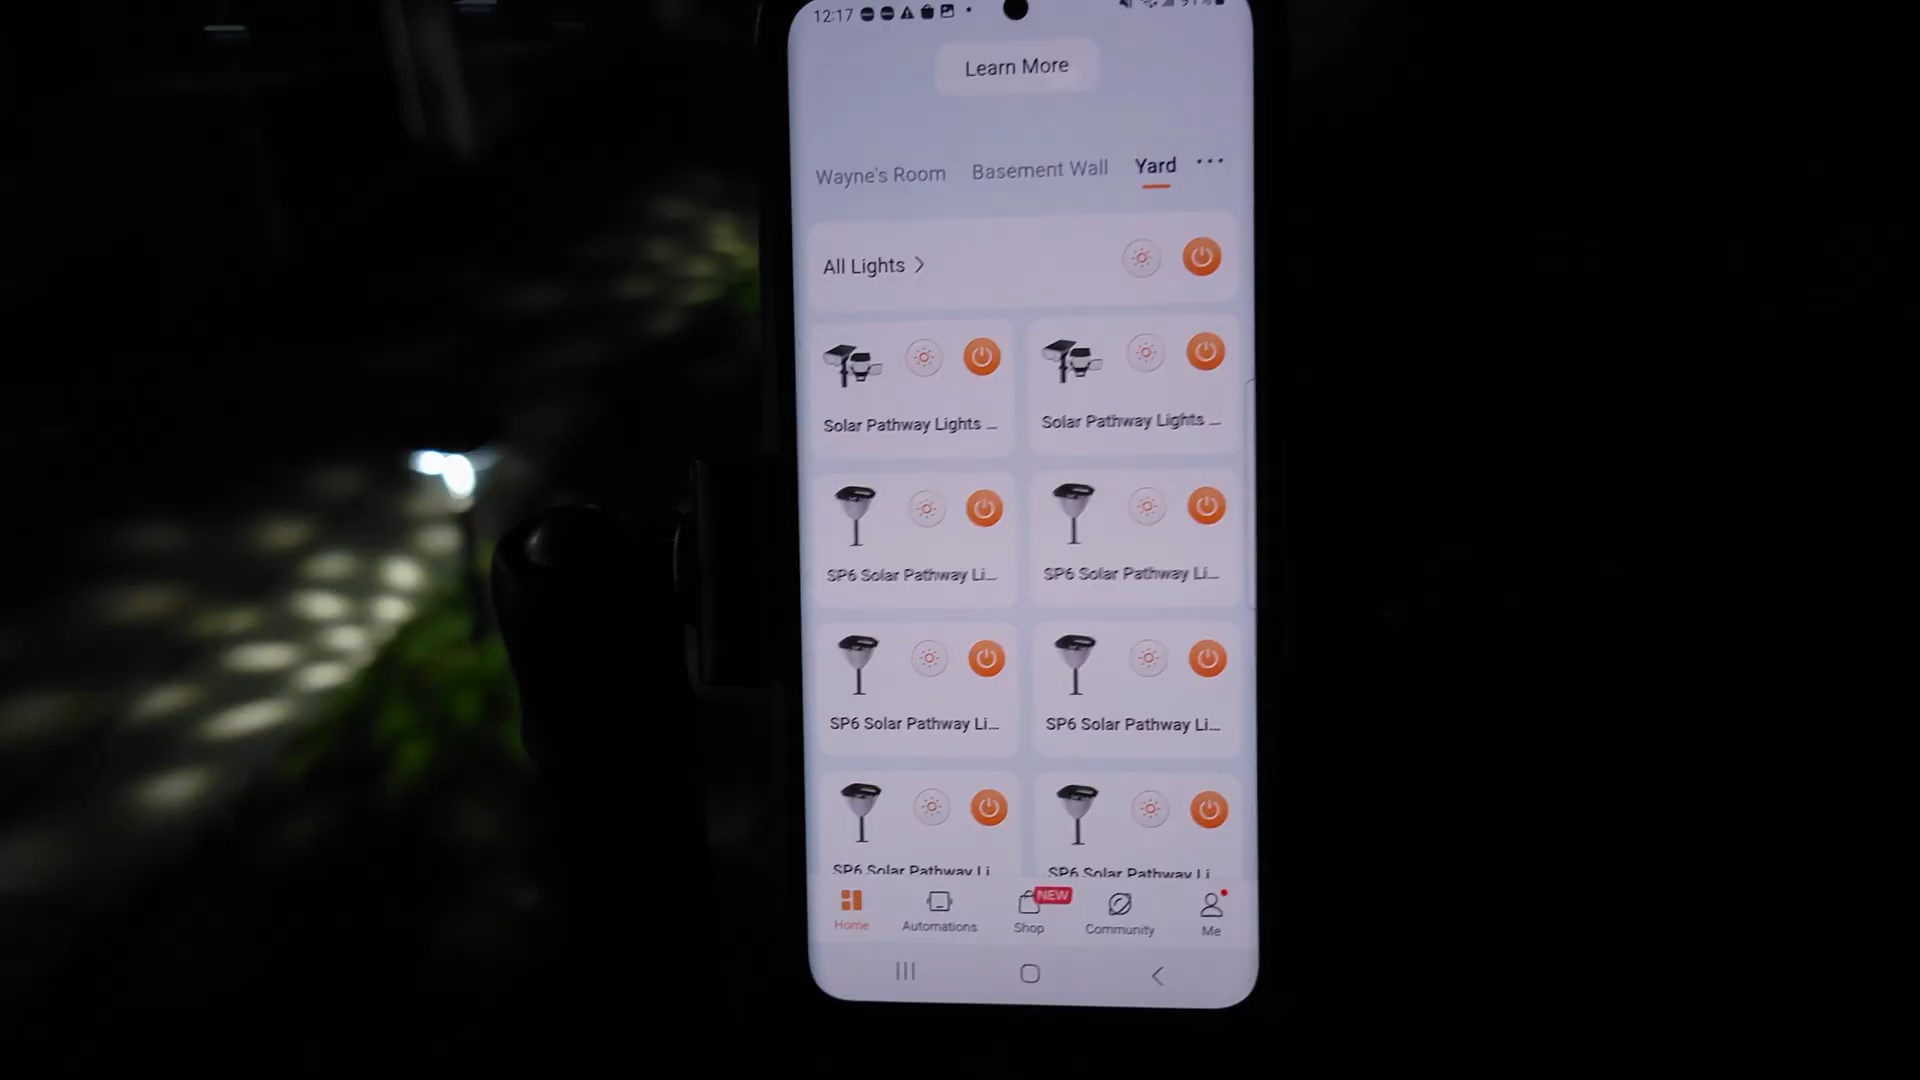 12:17
91%
Learn More
Wayne's Room Basement Wall Yard
All Lights
Solar Pathway Lights ... Solar Pathway Lights ...
SP6 Solar Pathway Li... SP6 Solar Pathway Li...
SP6 Solar Pathway Li... SP6 Solar Pathway Li...
SP6 Solar Pathway Li SP6 Solar Pathway Li
NEW
Home Automations Shop Community Me